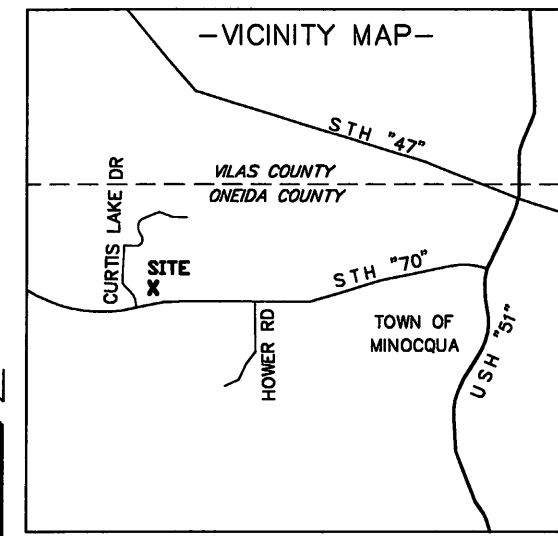 -VICINITY MAP-
STH "47"
VILAS COUNTY
ONEIDA COUNTY
CURTIS LAKE DR
SITE
X
STH "70"
HOWER RD
TOWN OF
MINOCQUA
USH "51"